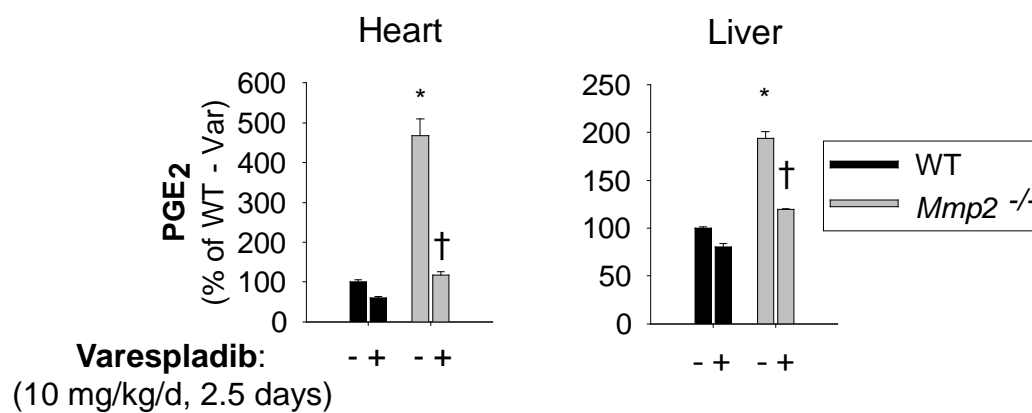 Heart
Liver
PGE2
(% of WT - Var)
600
500
400
300
200
100
0
*
†
250
200
150
100
50
0
*
†
WT
Mmp2 -/-
- + - +
- + - +
Varespladib:
(10 mg/kg/d, 2.5 days)